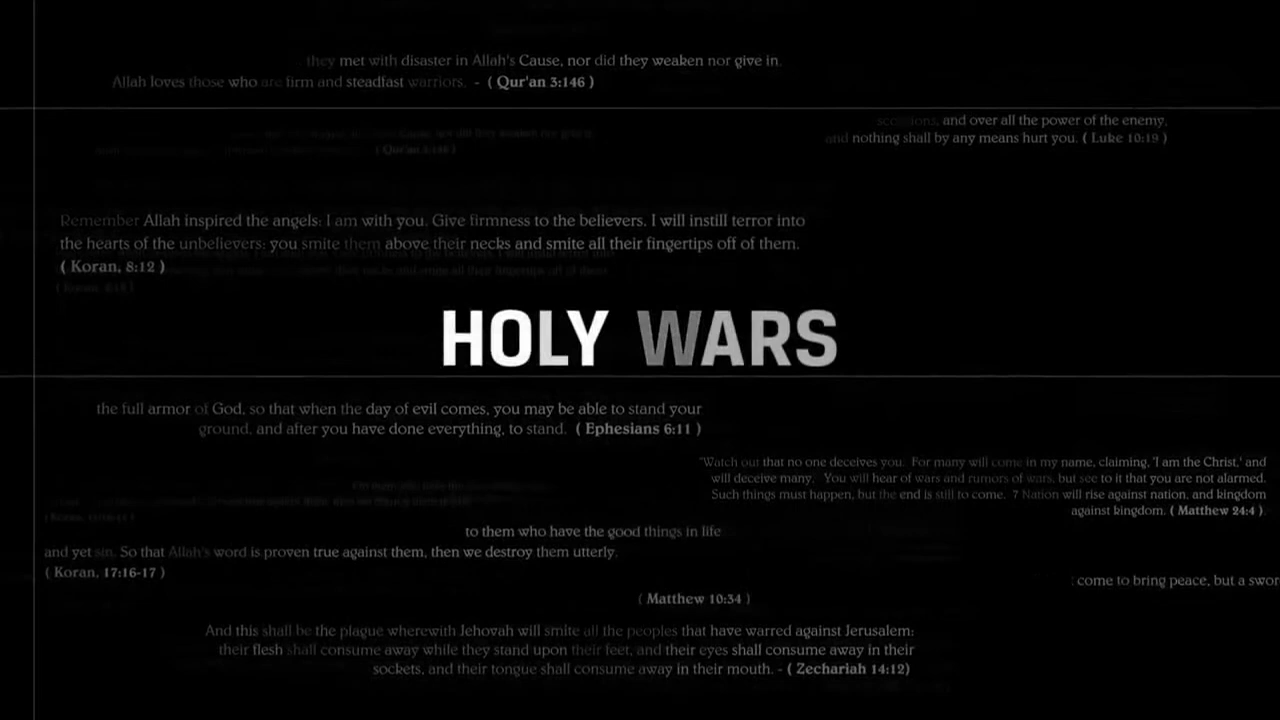 they met with disaster in Allah's Cause, nor did they weaken nor give in.
Allah loves those who are firm and steadfast warriors. - ( Qur'an 3:146 )
scorpions, and over all the power of the enemy,
and nothing shall by any means hurt you. ( Luke 10:19 )
( Qur'an 3:146 )
Remember Allah inspired the angels: I am with you. Give firmness to the believers. I will instill terror into
the hearts of the unbelievers: you smite them above their necks and smite all their fingertips off of them.
( Koran, 8:12 )
HOLY WARS
the full armor of God, so that when the day of evil comes, you may be able to stand your
ground, and after you have done everything, to stand. ( Ephesians 6:11 )
"Watch out that no one deceives you. For many will come in my name, claiming, 'I am the Christ,' and
will deceive many. You will hear of wars and rumors of wars, but see to it that you are not alarmed.
Such things must happen, but the end is still to come. 7 Nation will rise against nation, and kingdom
against kingdom. ( Matthew 24:4 ).
to them who have the good things in life
and yet sin. So that Allah's word is proven true against them, then we destroy them utterly.
( Koran, 17:16-17 )
come to bring peace, but a swor
( Matthew 10:34 )
And this shall be the plague wherewith Jehovah will smite all the peoples that have warred against Jerusalem:
their flesh shall consume away while they stand upon their feet, and their eyes shall consume away in their
sockets, and their tongue shall consume away in their mouth. - ( Zechariah 14:12)